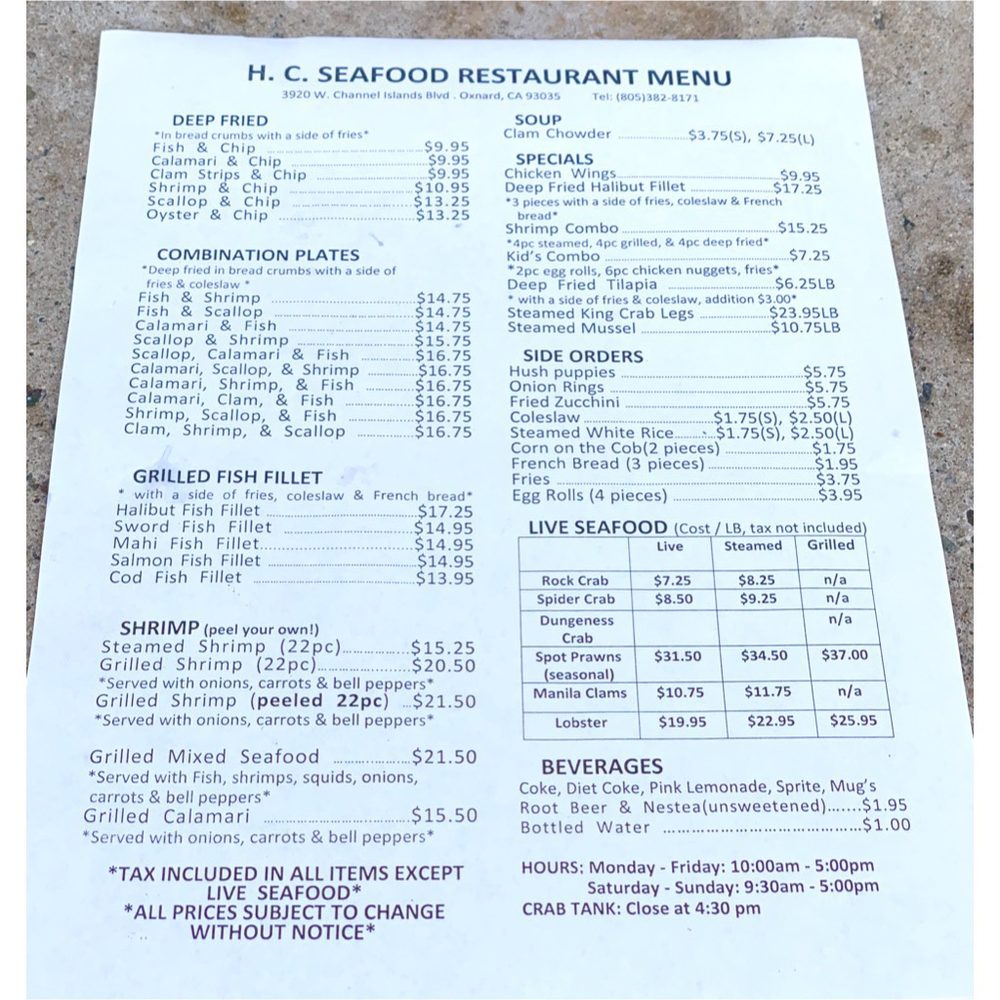 H. C. SEAFOOD RESTAURANT MENU
3920 W. Channel Islands Blvd . Oxnard, CA 93035 Tel: (805)382-8171
DEEP FRIED
*In bread crumbs with a side of fries*
Fish & Chip $9.95
Calamari & Chip $9.95
Clam Strips & Chip $9.95
Shrimp & Chip $10.95
Scallop & Chip $13.25
Oyster & Chip $13.25
COMBINATION PLATES
*Deep fried in bread crumbs with a side of
fries & coleslaw *
Fish & Shrimp $14.75
Fish & Scallop $14.75
Calamari & Fish $14.75
Scallop & Shrimp $15.75
Scallop, Calamari & Fish $16.75
Calamari, Scallop, & Shrimp $16.75
Calamari, Shrimp, & Fish $16.75
Calamari, Clam, & Fish $16.75
Shrimp, Scallop, & Fish $16.75
Clam, Shrimp, & Scallop $16.75
GRILLED FISH FILLET
* with a side of fries, coleslaw & French bread*
Halibut Fish Fillet $17.25
Sword Fish Fillet $14.95
Mahi Fish Fillet $14.95
Salmon Fish Fillet $14.95
Cod Fish Fillet $13.95
SHRIMP (peel your own!)
Steamed Shrimp (22pc) $15.25
Grilled Shrimp (22pc) $20.50
*Served with onions, carrots & bell peppers*
Grilled Shrimp (peeled 22pc) $21.50
*Served with onions, carrots & bell peppers*
Grilled Mixed Seafood $21.50
*Served with Fish, shrimps, squids, onions,
carrots & bell peppers*
Grilled Calamari $15.50
*Served with onions, carrots & bell peppers*
*TAX INCLUDED IN ALL ITEMS EXCEPT
LIVE SEAFOOD*
*ALL PRICES SUBJECT TO CHANGE
WITHOUT NOTICE*
SOUP
Clam Chowder $3.75(S), $7.25(L)
SPECIALS
Chicken Wings $9.95
Deep Fried Halibut Fillet $17.25
*3 pieces with a side of fries, coleslaw & French
bread*
Shrimp Combo $15.25
*4pc steamed, 4pc grilled, & 4pc deep fried*
Kid's Combo $7.25
*2pc egg rolls, 6pc chicken nuggets, fries*
Deep Fried Tilapia $6.25LB
* with a side of fries & coleslaw, addition $3.00*
Steamed King Crab Legs $23.95LB
Steamed Mussel $10.75LB
SIDE ORDERS
Hush puppies $5.75
Onion Rings $5.75
Fried Zucchini $5.75
Coleslaw $1.75(S), $2.50(L)
Steamed White Rice $1.75(S), $2.50(L)
Corn on the Cob(2 pieces) $1.75
French Bread (3 pieces) $1.95
Fries $3.75
Egg Rolls (4 pieces) $3.95
LIVE SEAFOOD (Cost / LB, tax not included)
Live Steamed Grilled
Rock Crab $7.25 $8.25 n/a
Spider Crab $8.50 $9.25 n/a
Dungeness n/a
Crab
Spot Prawns $31.50 $34.50 $37.00
(seasonal)
Manila Clams $10.75 $11.75 n/a
Lobster $19.95 $22.95 $25.95
BEVERAGES
Coke, Diet Coke, Pink Lemonade, Sprite, Mug's
Root Beer & Nestea(unsweetened) $1.95
Bottled Water $1.00
HOURS: Monday - Friday: 10:00am - 5:00pm
Saturday - Sunday: 9:30am - 5:00pm
CRAB TANK: Close at 4:30 pm